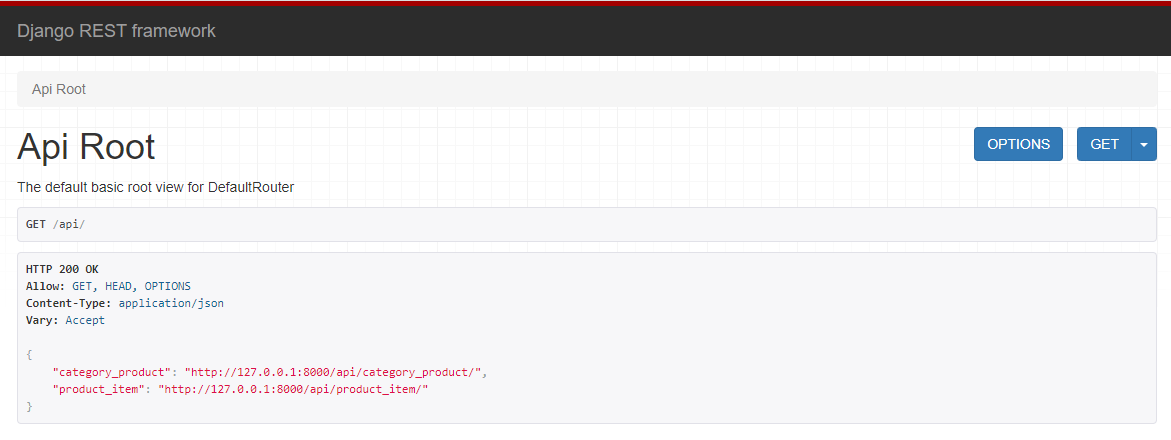 Django REST framework
Api Root
Api Root
OPTIONS
GET
The default basic root view for DefaultRouter
GET /api/
HTTP 200 OK
Allow: GET, HEAD, OPTIONS
Content-Type: application/json
Vary: Accept
{
    "category_product": "http://127.0.0.1:8000/api/category_product/",
    "product_item": "http://127.0.0.1:8000/api/product_item/"
}